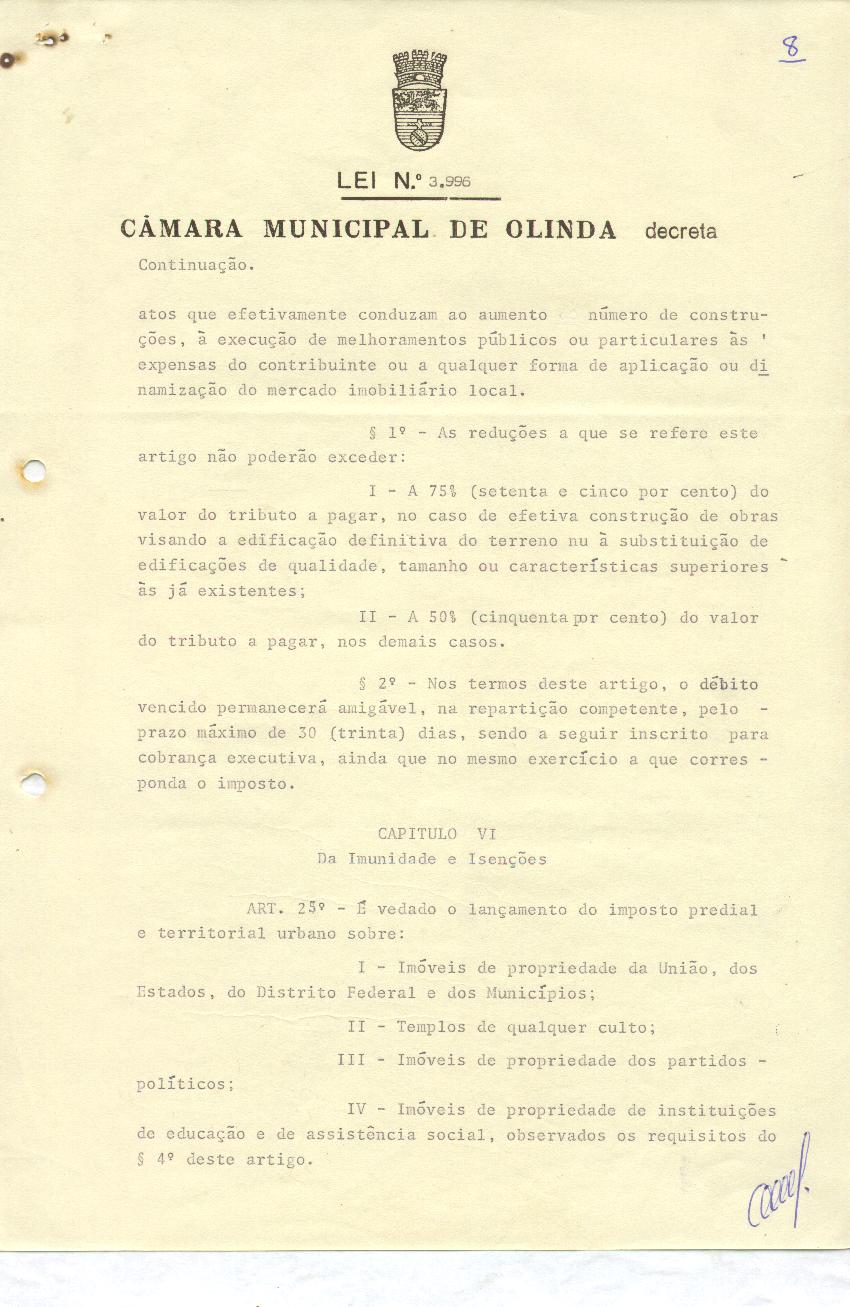 8
LEI N.º 3.996
CÂMARA MUNICIPAL DE OLINDA decreta
Continuação.
atos que efetivamente conduzam ao aumento número de constru-
ções, à execução de melhoramentos públicos ou particulares às '
expensas do contribuinte ou a qualquer forma de aplicação ou di
namização do mercado imobiliário local.
§ 1º - As reduções a que se refere este
artigo não poderão exceder:
I - A 75% (setenta e cinco por cento) do
valor do tributo a pagar, no caso de efetiva construção de obras
visando a edificação definitiva do terreno nu à substituição de
edificações de qualidade, tamanho ou características superiores -
às já existentes;
II - A 50% (cinquenta por cento) do valor
do tributo a pagar, nos demais casos.
§ 2º - Nos termos deste artigo, o débito
vencido permanecerá amigável, na repartição competente, pelo -
prazo máximo de 30 (trinta) dias, sendo a seguir inscrito para
cobrança executiva, ainda que no mesmo exercício a que corres -
ponda o imposto.
CAPITULO VI
Da Imunidade e Isenções
ART. 25º - É vedado o lançamento do imposto predial
e territorial urbano sobre:
I - Imóveis de propriedade da União, dos
Estados, do Distrito Federal e dos Municípios;
II - Templos de qualquer culto;
III - Imóveis de propriedade dos partidos -
políticos;
IV - Imóveis de propriedade de instituições
de educação e de assistência social, observados os requisitos do
§ 4º deste artigo.